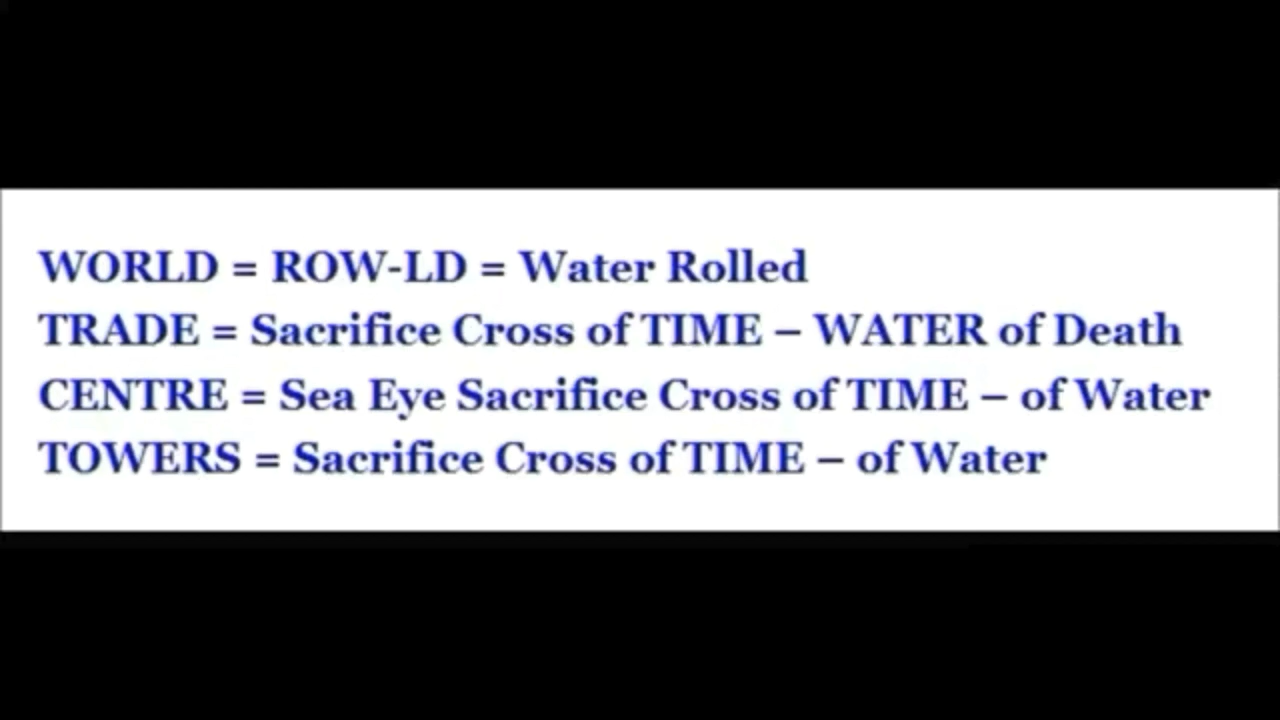 WORLD = ROW-LD = Water Rolled
TRADE = Sacrifice Cross of TIME – WATER of Death
CENTRE = Sea Eye Sacrifice Cross of TIME – of Water
TOWERS = Sacrifice Cross of TIME – of Water